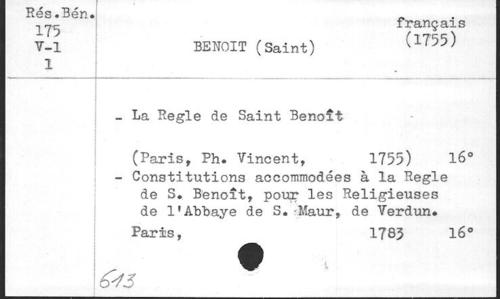 Rés.Bén.
175
V-1
1
BENOIT (Saint)
français
(1755)
- La Regle de Saint Benoît
(Paris, Ph. Vincent, 1755) 16°
- Constitutions accommodées à la Regle
de S. Benoît, pour les Religieuses
de l'Abbaye de S. Maur, de Verdun.
Paris, 1783 16°
613